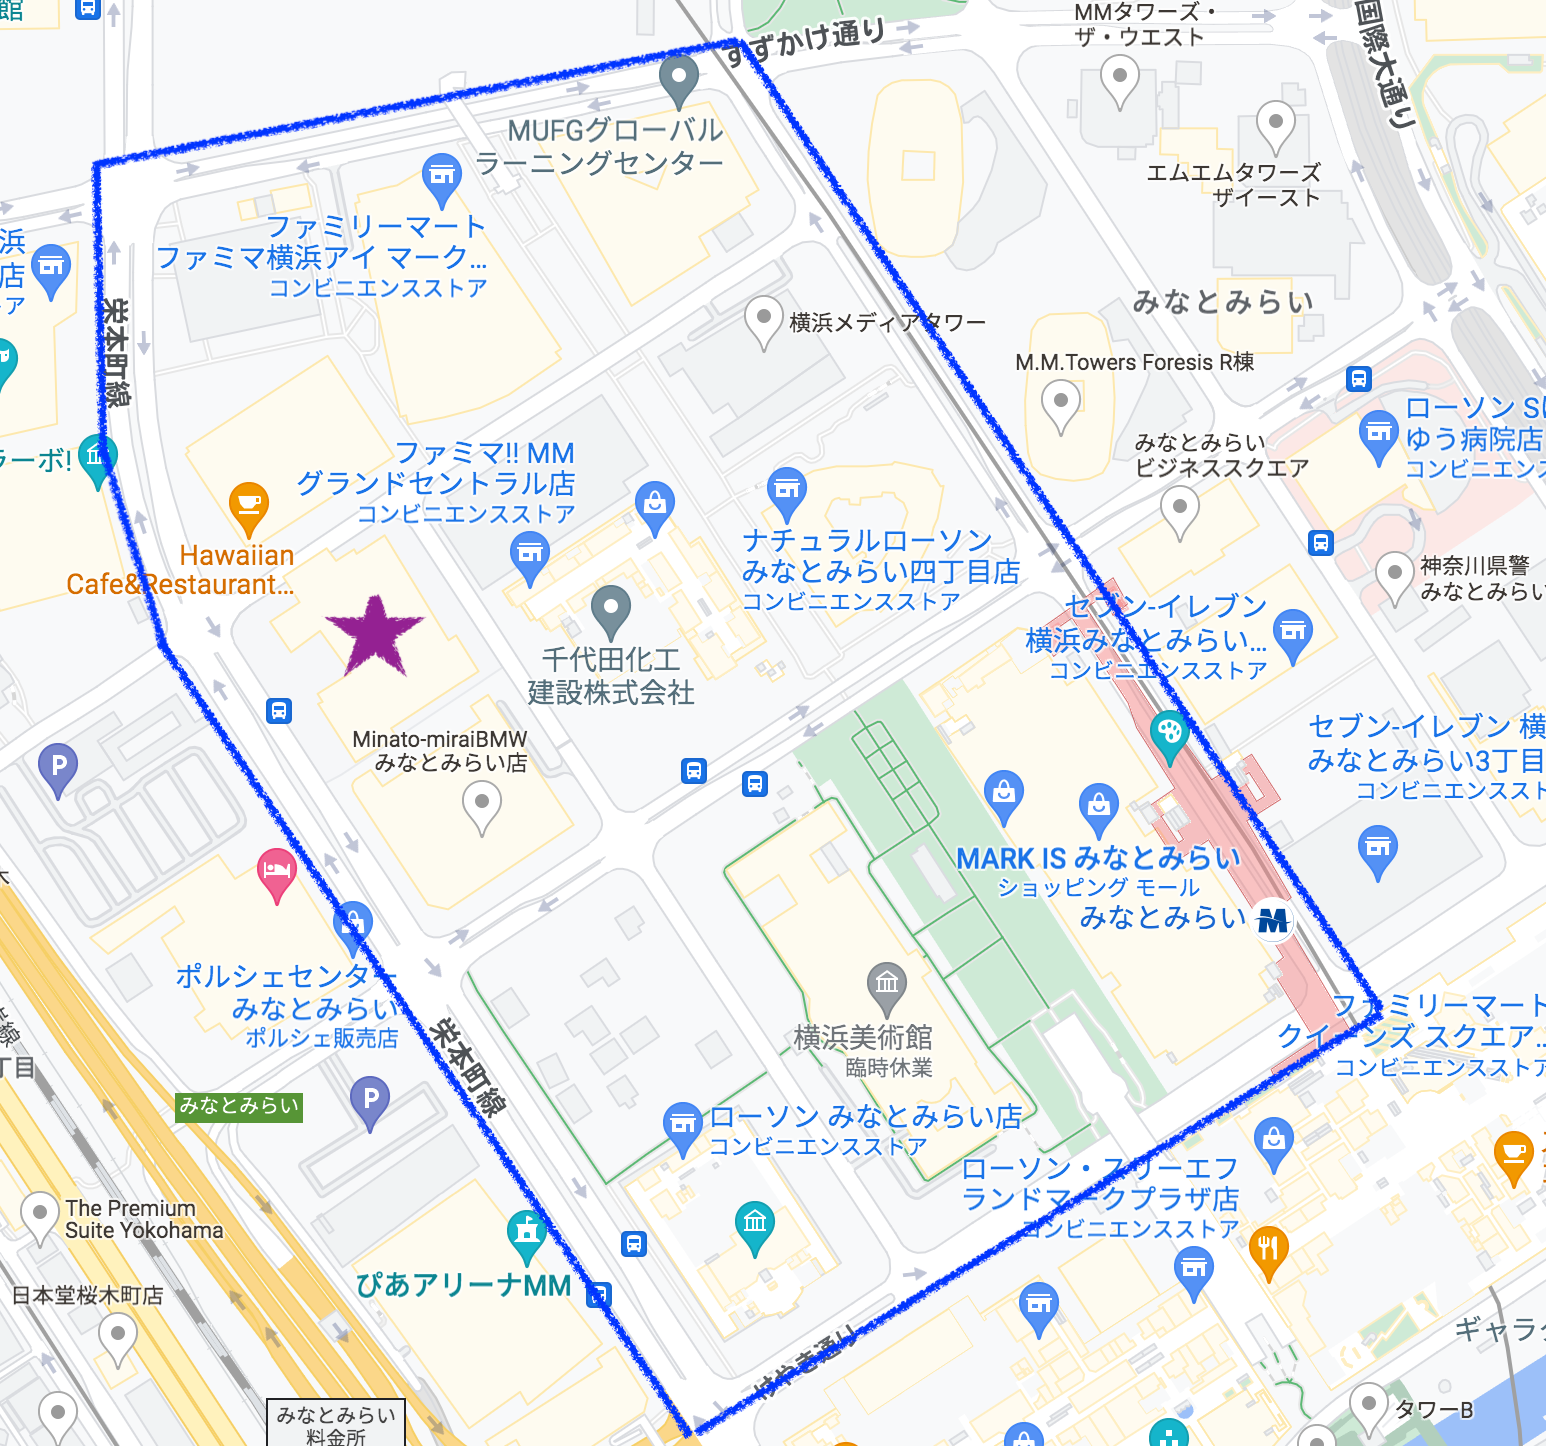 館
すずかけ通り
MMタワーズ・
ザ・ウエスト
国際大通り
MUFGグローバル
ラーニングセンター
エムエムタワーズ
ザイースト
ファミリーマート
ファミマ横浜アイ マーク...
コンビニエンスストア
浜
店
ア
栄本町線
横浜メディアタワー
みなとみらい
M.M.Towers Foresis R棟
ローソン Sに
ゆう病院店
コンビニエンス
みなとみらい
ビジネススクエア
ラーボ!
ファミマ!! MM
グランドセントラル店
コンビニエンスストア
Hawaiian
Cafe&Restaurant...
ナチュラルローソン
みなとみらい四丁目店
コンビニエンスストア
神奈川県警
みなとみらい
セブン-イレブン
横浜みなとみらい...
コンビニエンスストア
千代田化工
建設株式会社
Minato-miraiBMW
みなとみらい店
P
セブン-イレブン 横
みなとみらい3丁目
コンビニエンススト
MARK IS みなとみらい
ショッピング モール
みなとみらい
ポルシェセンター
みなとみらい
ポルシェ販売店
栄本町線
横浜美術館
臨時休業
ファミリーマート
クイーンズ スクエア...
コンビニエンスストア
線
丁目
P
みなとみらい
ローソン みなとみらい店
コンビニエンスストア
ローソン・スリーエフ
ランドマークプラザ店
コンビニエンスストア
The Premium
Suite Yokohama
ぴあアリーナMM
日本堂桜木町店
けやき通り
ギャラク
みなとみらい
料金所
タワーB